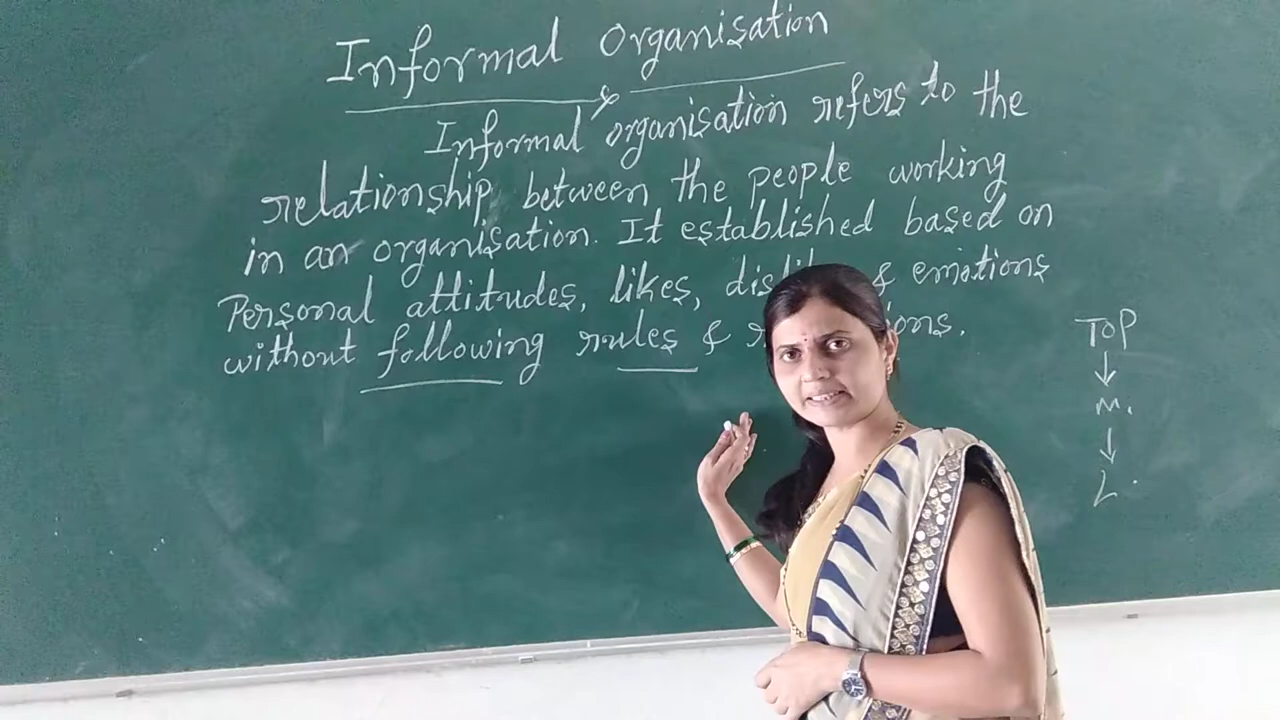 Informal Organisation
Informal organisation refers to the
relationship between the people working
in an organisation. It established based on
Personal attitudes, likes, & emotions
without following rules &
TOP
M.
L.